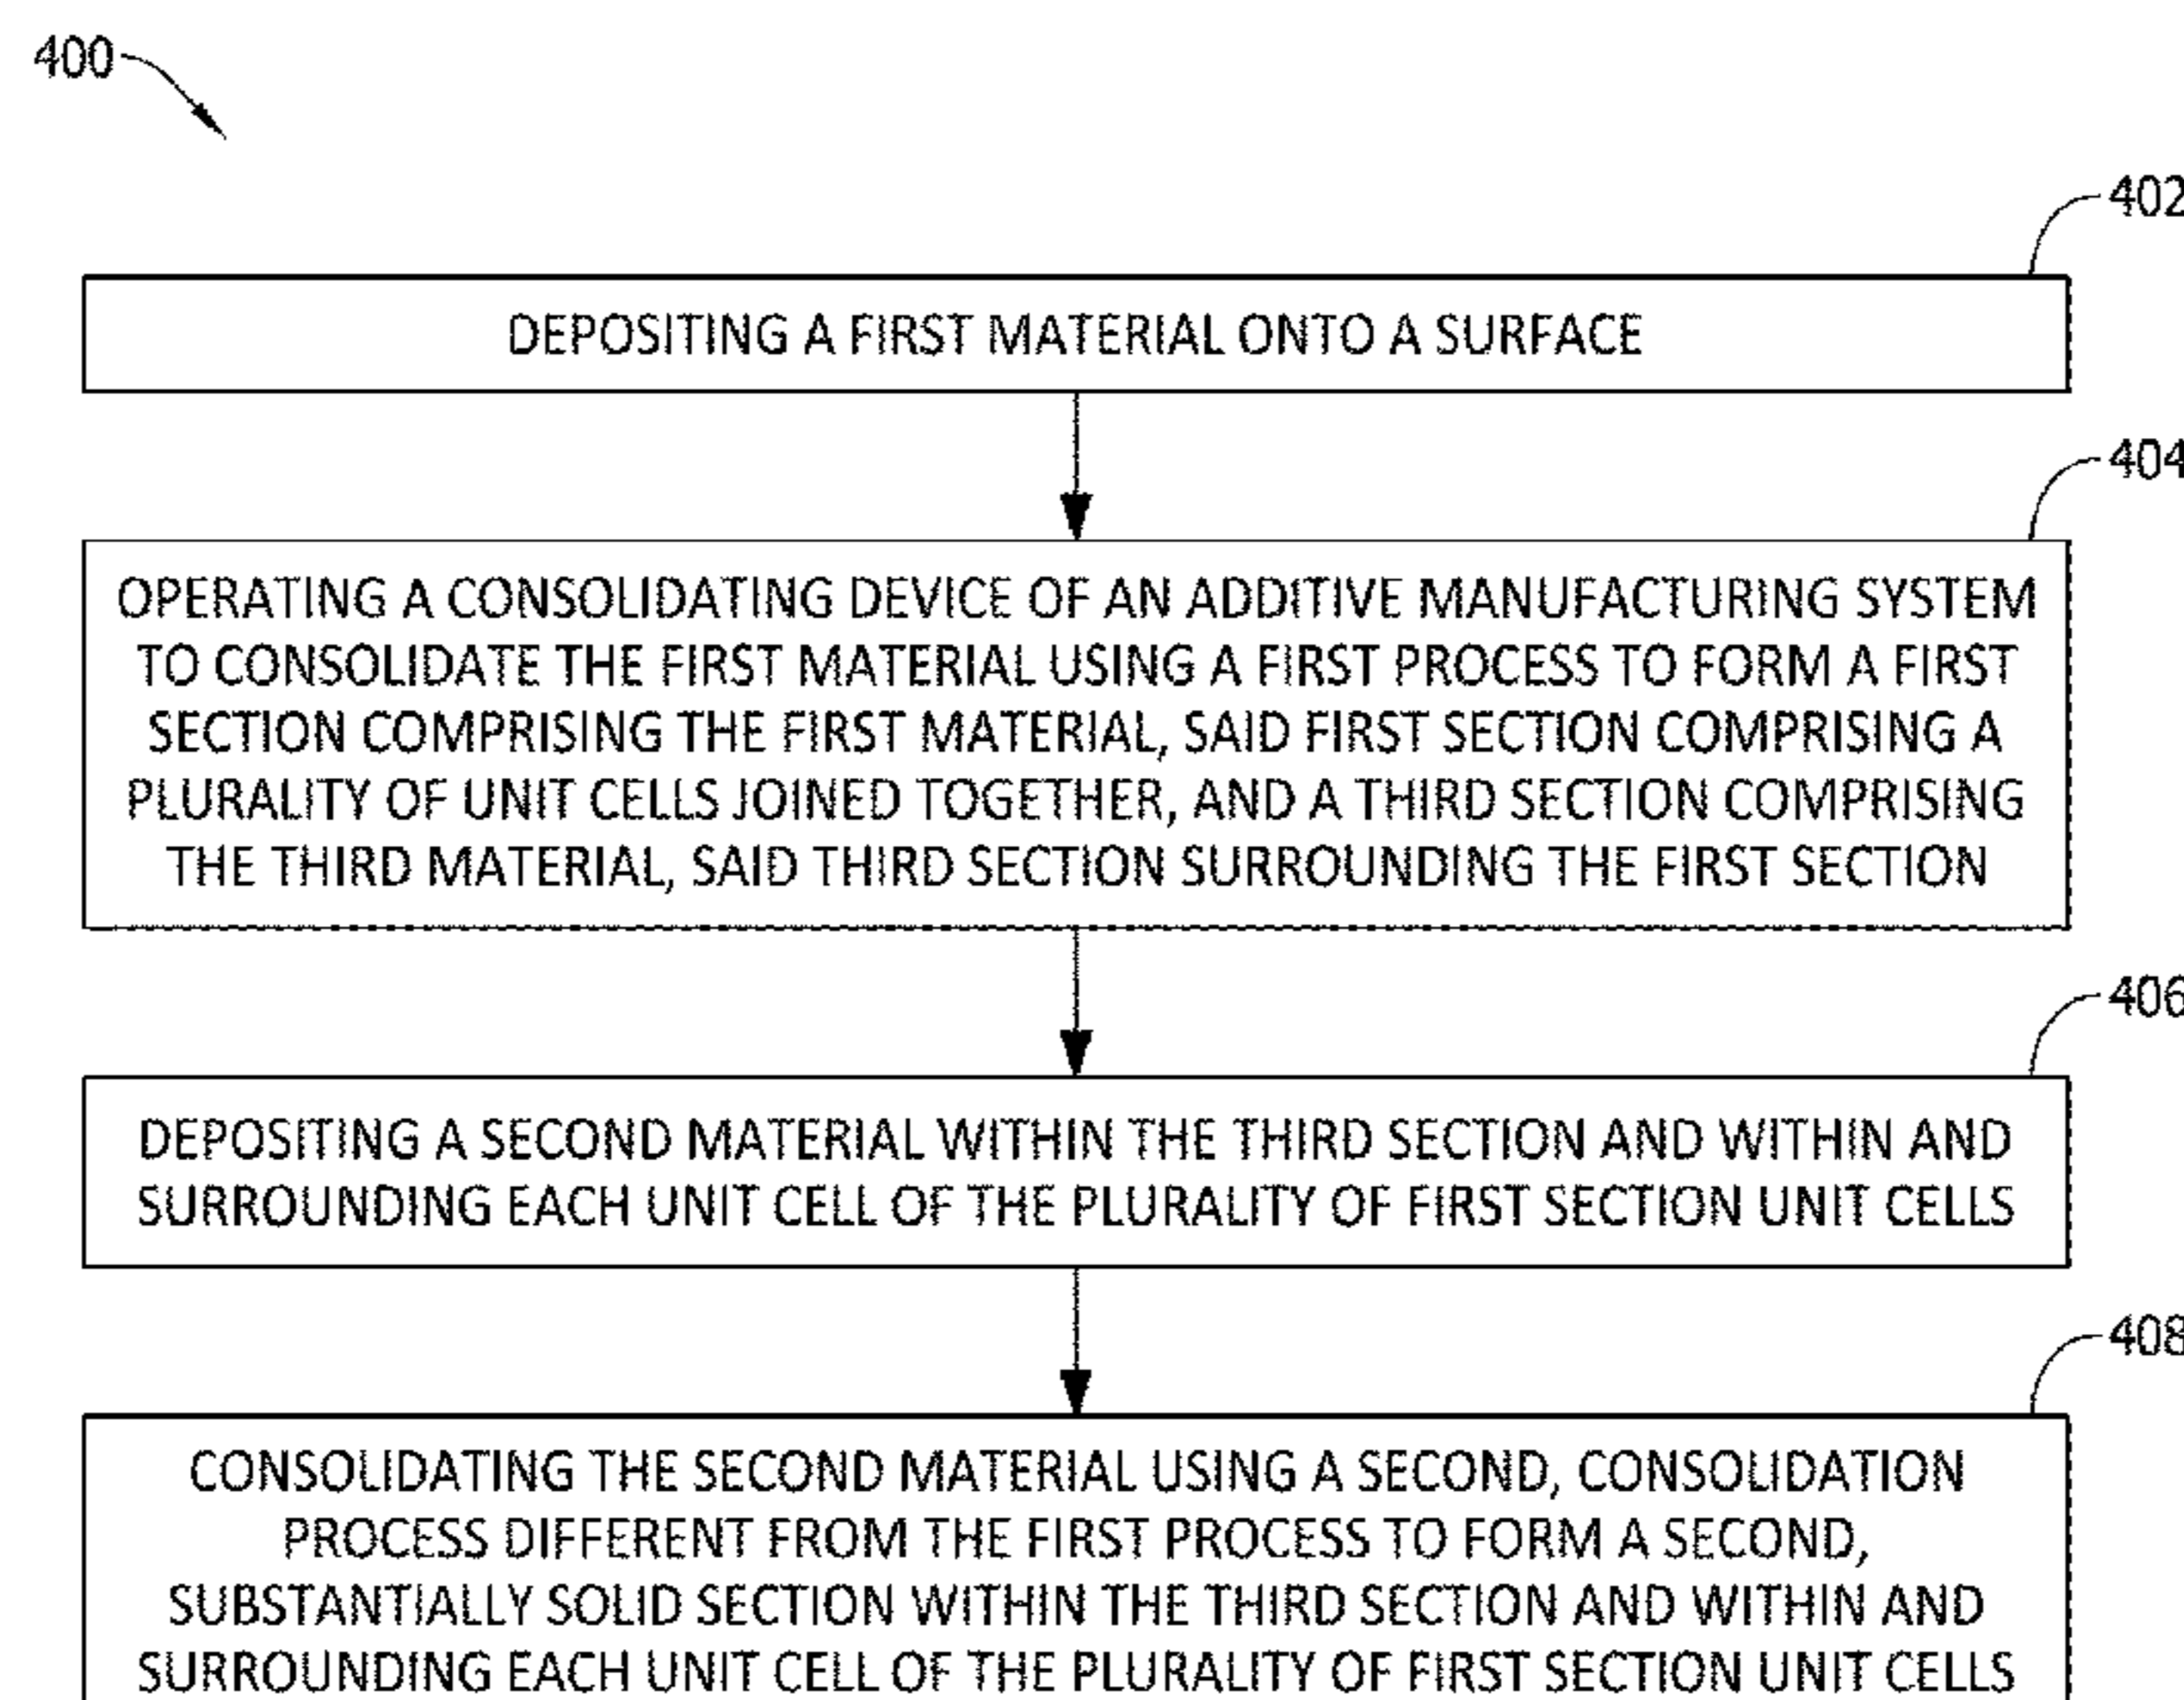 400
402
DEPOSITING A FIRST MATERIAL ONTO A SURFACE
404
OPERATING A CONSOLIDATING DEVICE OF AN ADDITIVE MANUFACTURING SYSTEM
TO CONSOLIDATE THE FIRST MATERIAL USING A FIRST PROCESS TO FORM A FIRST
SECTION COMPRISING THE FIRST MATERIAL, SAID FIRST SECTION COMPRISING A
PLURALITY OF UNIT CELLS JOINED TOGETHER, AND A THIRD SECTION COMPRISING
THE THIRD MATERIAL, SAID THIRD SECTION SURROUNDING THE FIRST SECTION
406
DEPOSITING A SECOND MATERIAL WITHIN THE THIRD SECTION AND WITHIN AND
SURROUNDING EACH UNIT CELL OF THE PLURALITY OF FIRST SECTION UNIT CELLS
408
CONSOLIDATING THE SECOND MATERIAL USING A SECOND, CONSOLIDATION
PROCESS DIFFERENT FROM THE FIRST PROCESS TO FORM A SECOND,
SUBSTANTIALLY SOLID SECTION WITHIN THE THIRD SECTION AND WITHIN AND
SURROUNDING EACH UNIT CELL OF THE PLURALITY OF FIRST SECTION UNIT CELLS